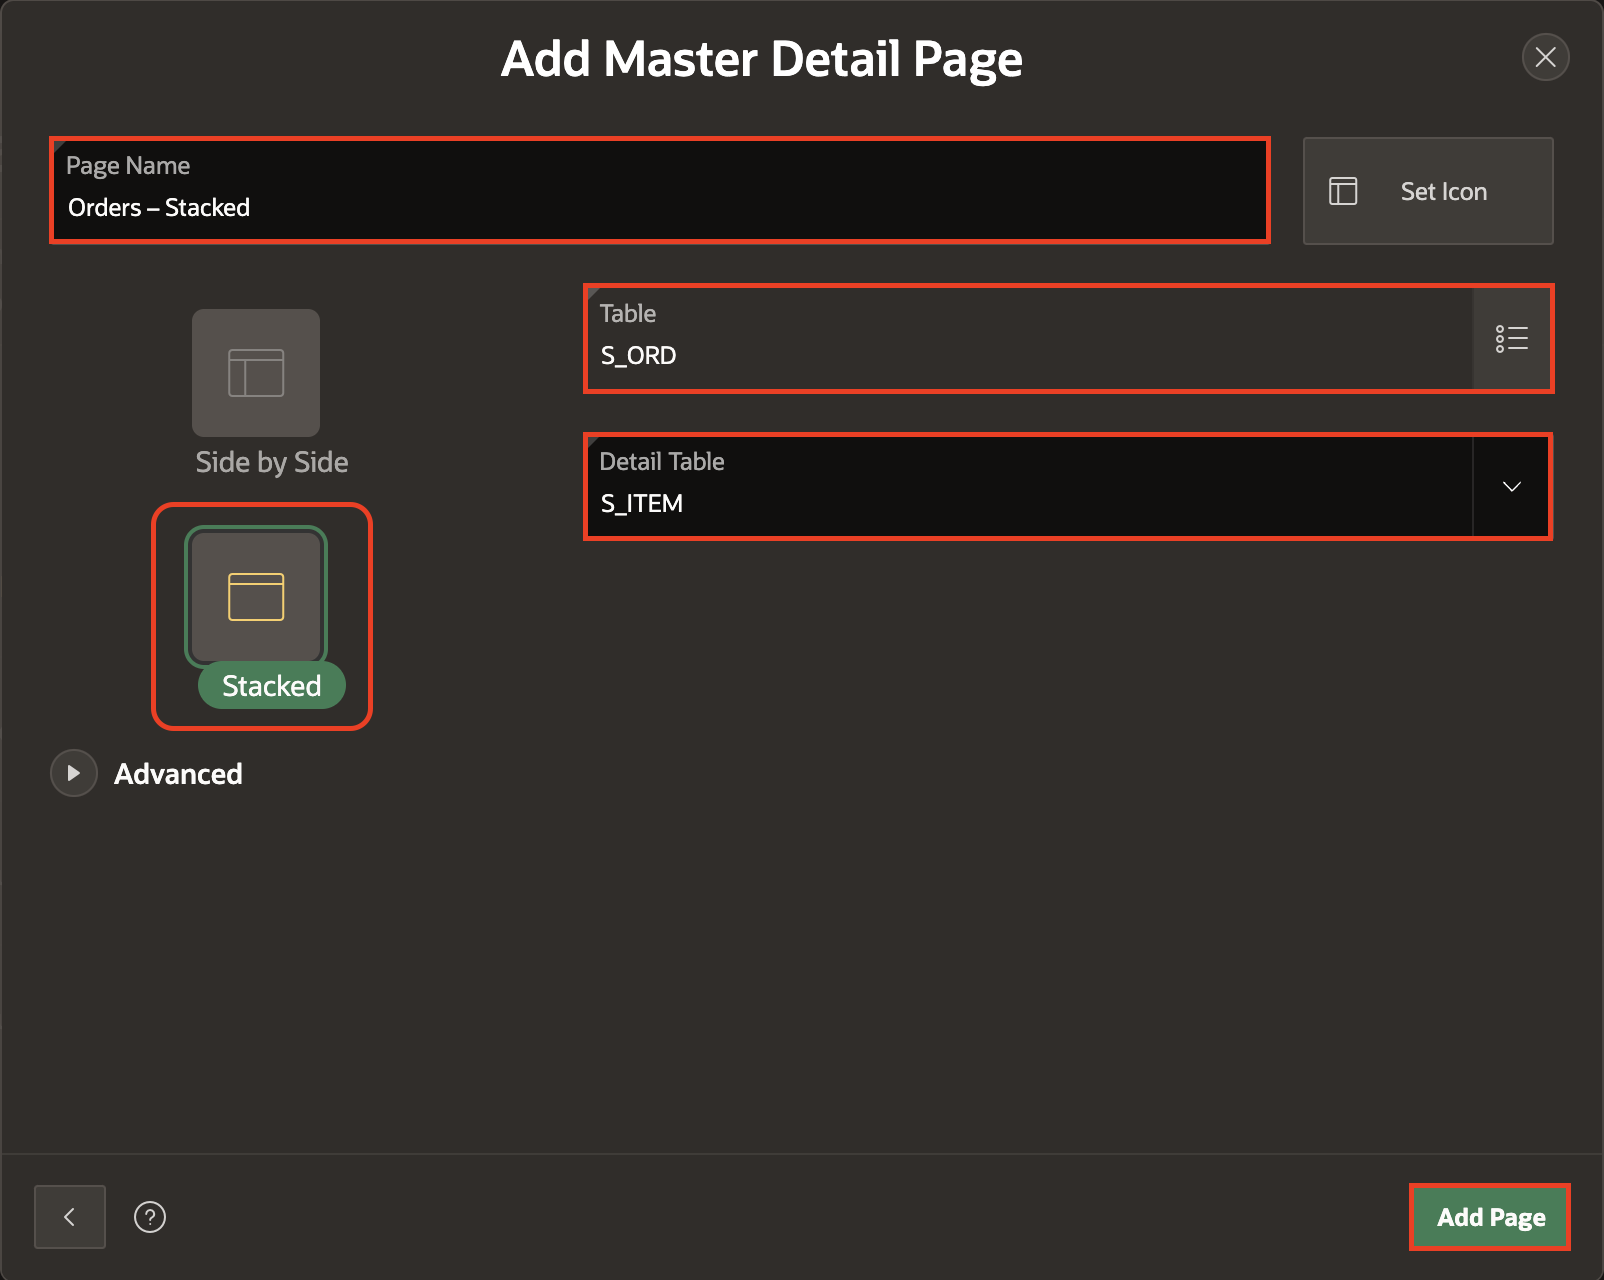 Add Master Detail Page
Page Name
Orders – Stacked
Set Icon
Side by Side
Stacked
Table
S_ORD
Detail Table
S_ITEM
Advanced
?
Add Page